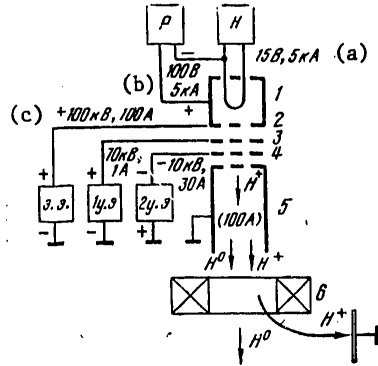 Р Н
15В, 5кА (a)
− 100В
5кА
(b)
+
1
(c) +100кВ, 100А
2
3
4
+ + −
70кВ, 1А
−10кВ, 30А
э.э. 1у.э 2у.э
− − +
H⁺
(100А)
5
H⁰ H⁺
6
H⁺
H⁰